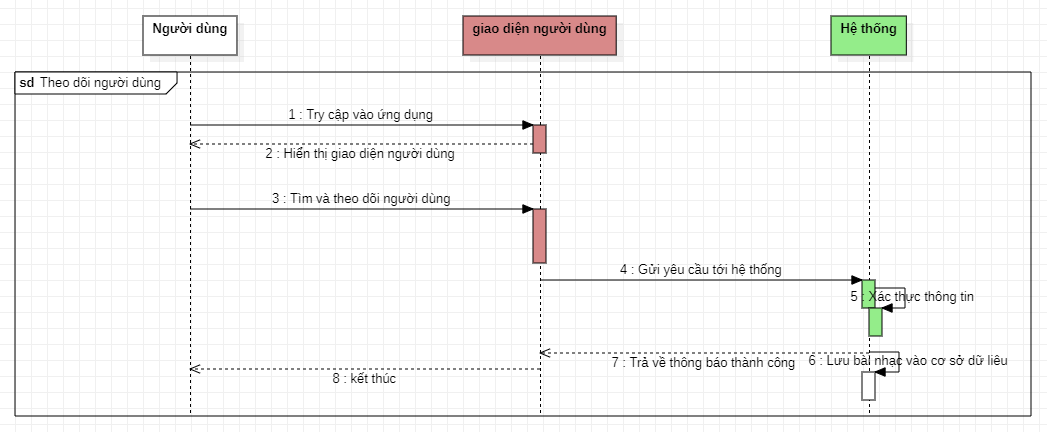 Người dùng
giao diện người dùng
Hệ thống
sd Theo dõi người dùng
1 : Try cập vào ứng dụng
2 : Hiển thị giao diện người dùng
3 : Tìm và theo dõi người dùng
4 : Gửi yêu cầu tới hệ thống
5 : Xác thực thông tin
6 : Lưu bài nhạc vào cơ sở dữ liêu
7 : Trả về thông báo thành công
8 : kết thúc